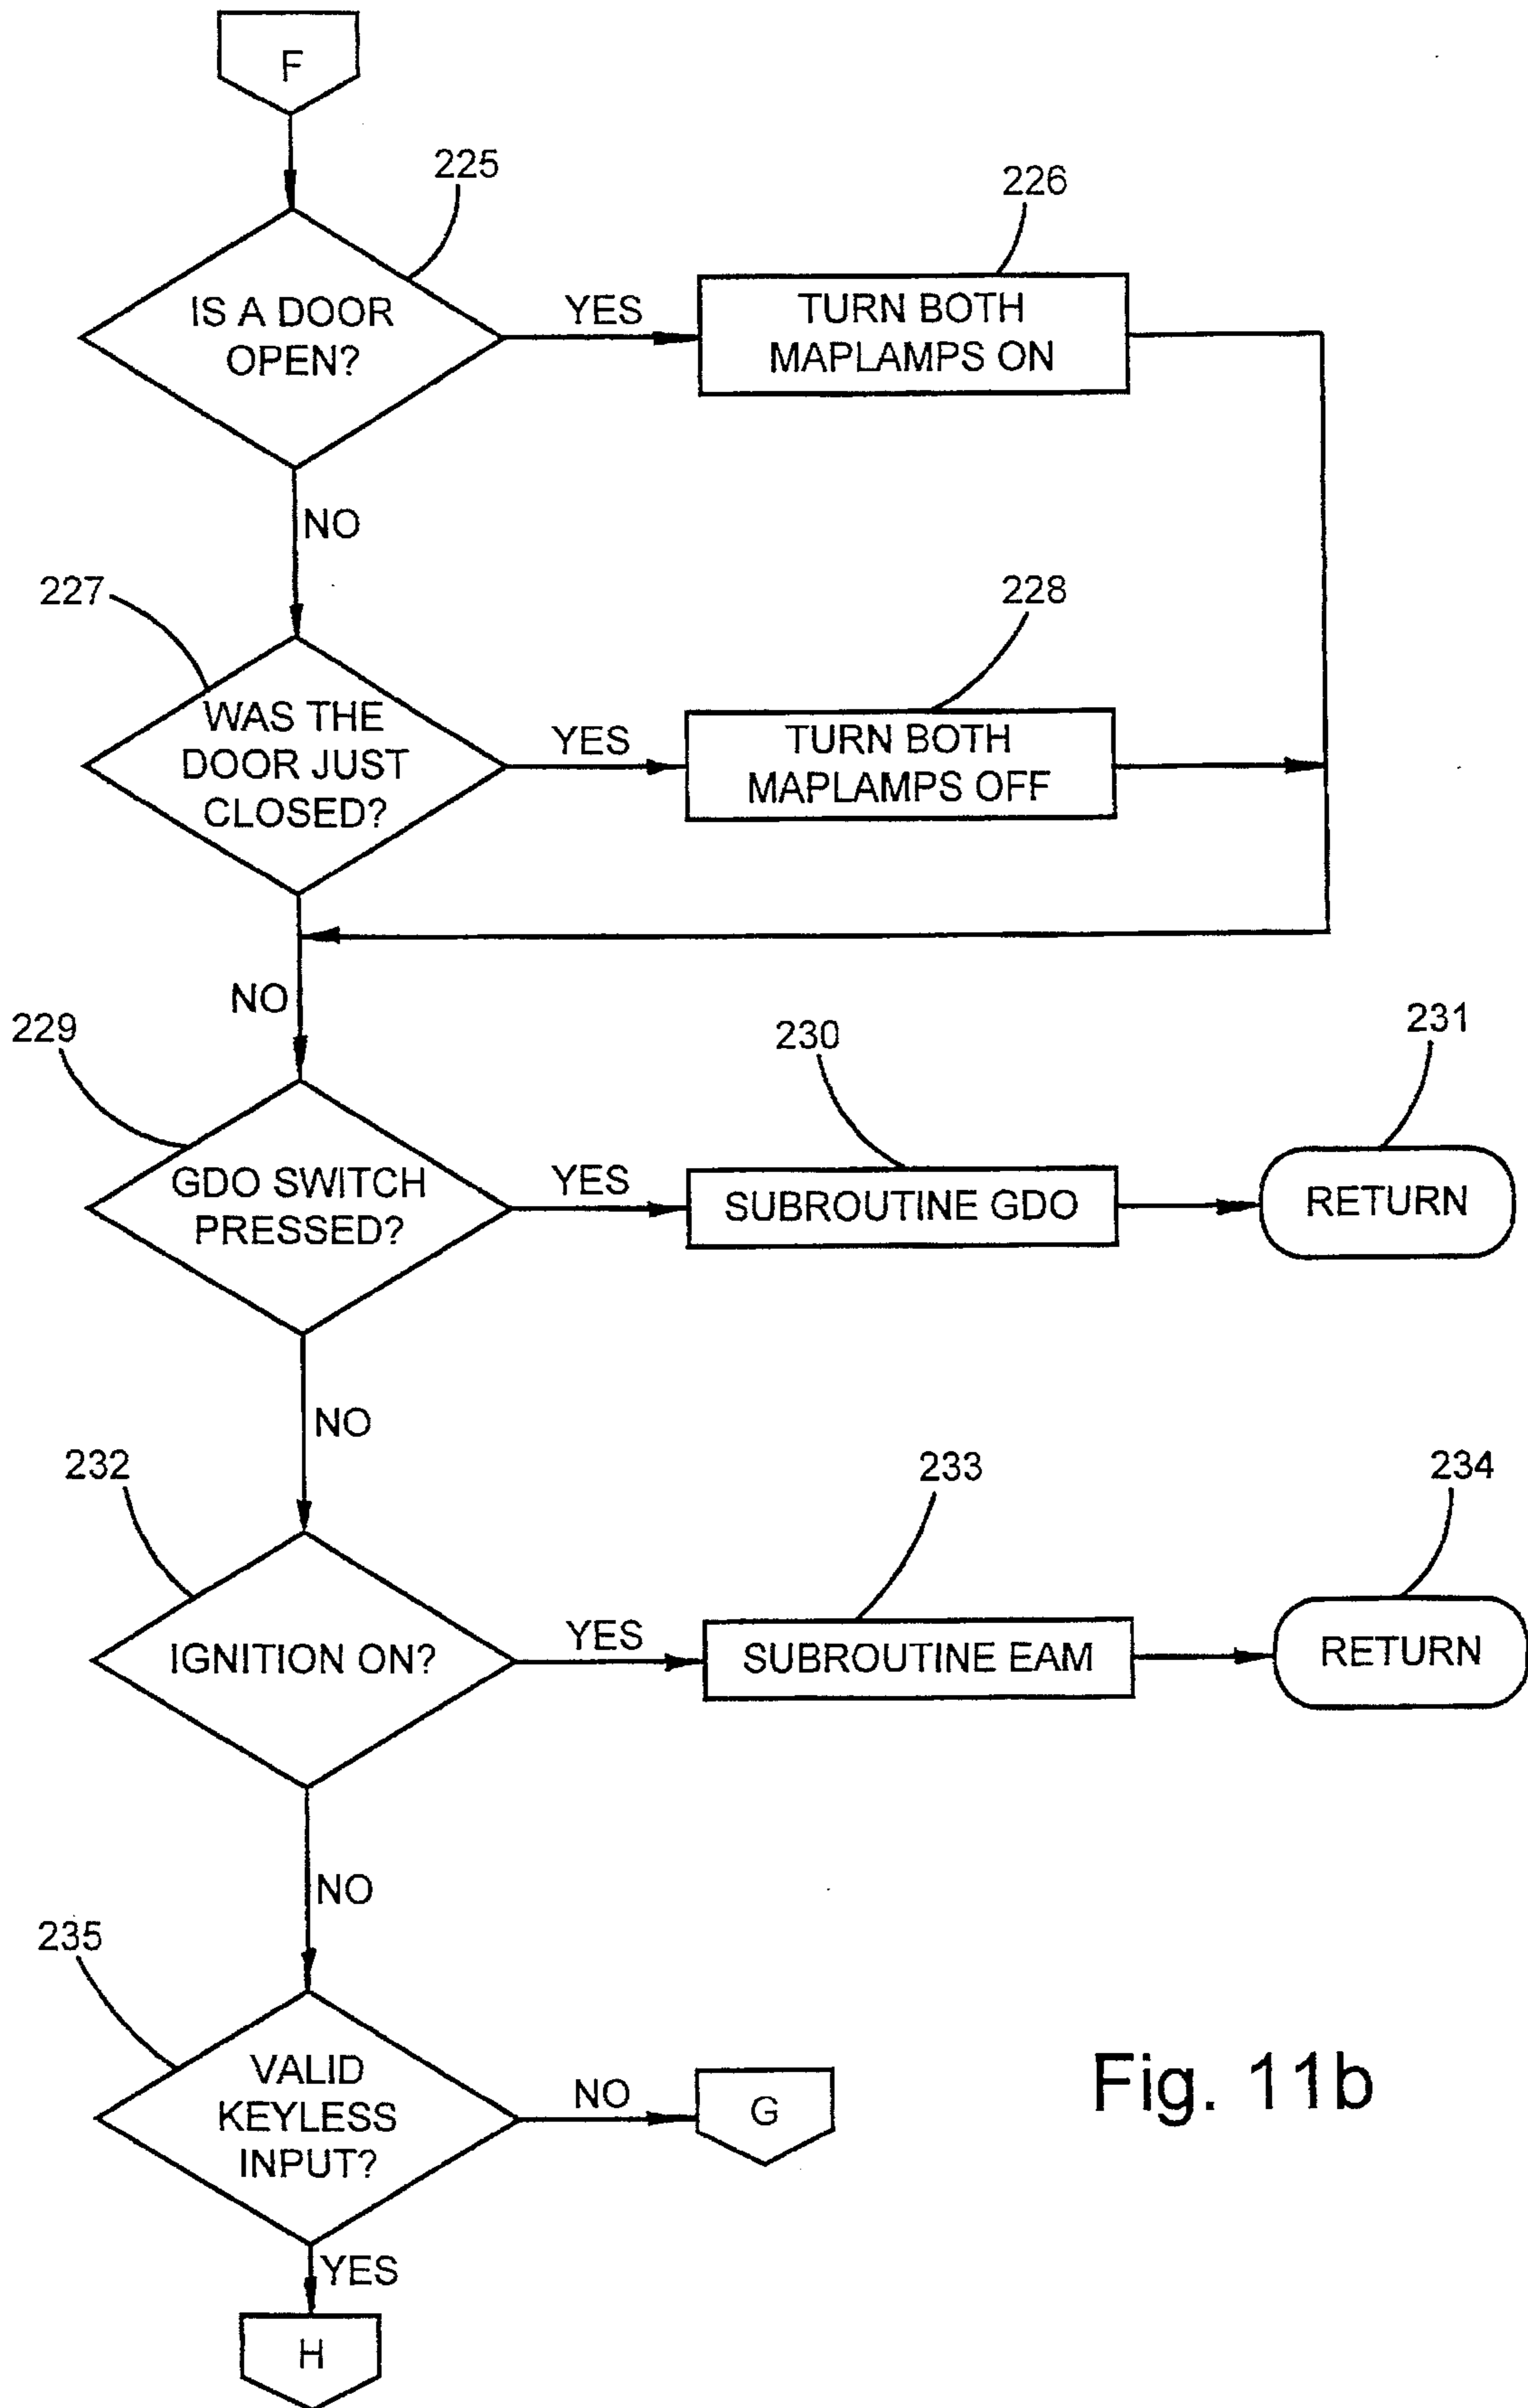 F
225
226
IS A DOOR
OPEN?
YES
TURN BOTH
MAPLAMPS ON
NO
227
228
WAS THE
DOOR JUST
CLOSED?
YES
TURN BOTH
MAPLAMPS OFF
NO
229
230
231
GDO SWITCH
PRESSED?
YES
SUBROUTINE GDO
RETURN
NO
232
233
234
IGNITION ON?
YES
SUBROUTINE EAM
RETURN
NO
235
VALID
KEYLESS
INPUT?
NO
G
YES
H
Fig. 11b